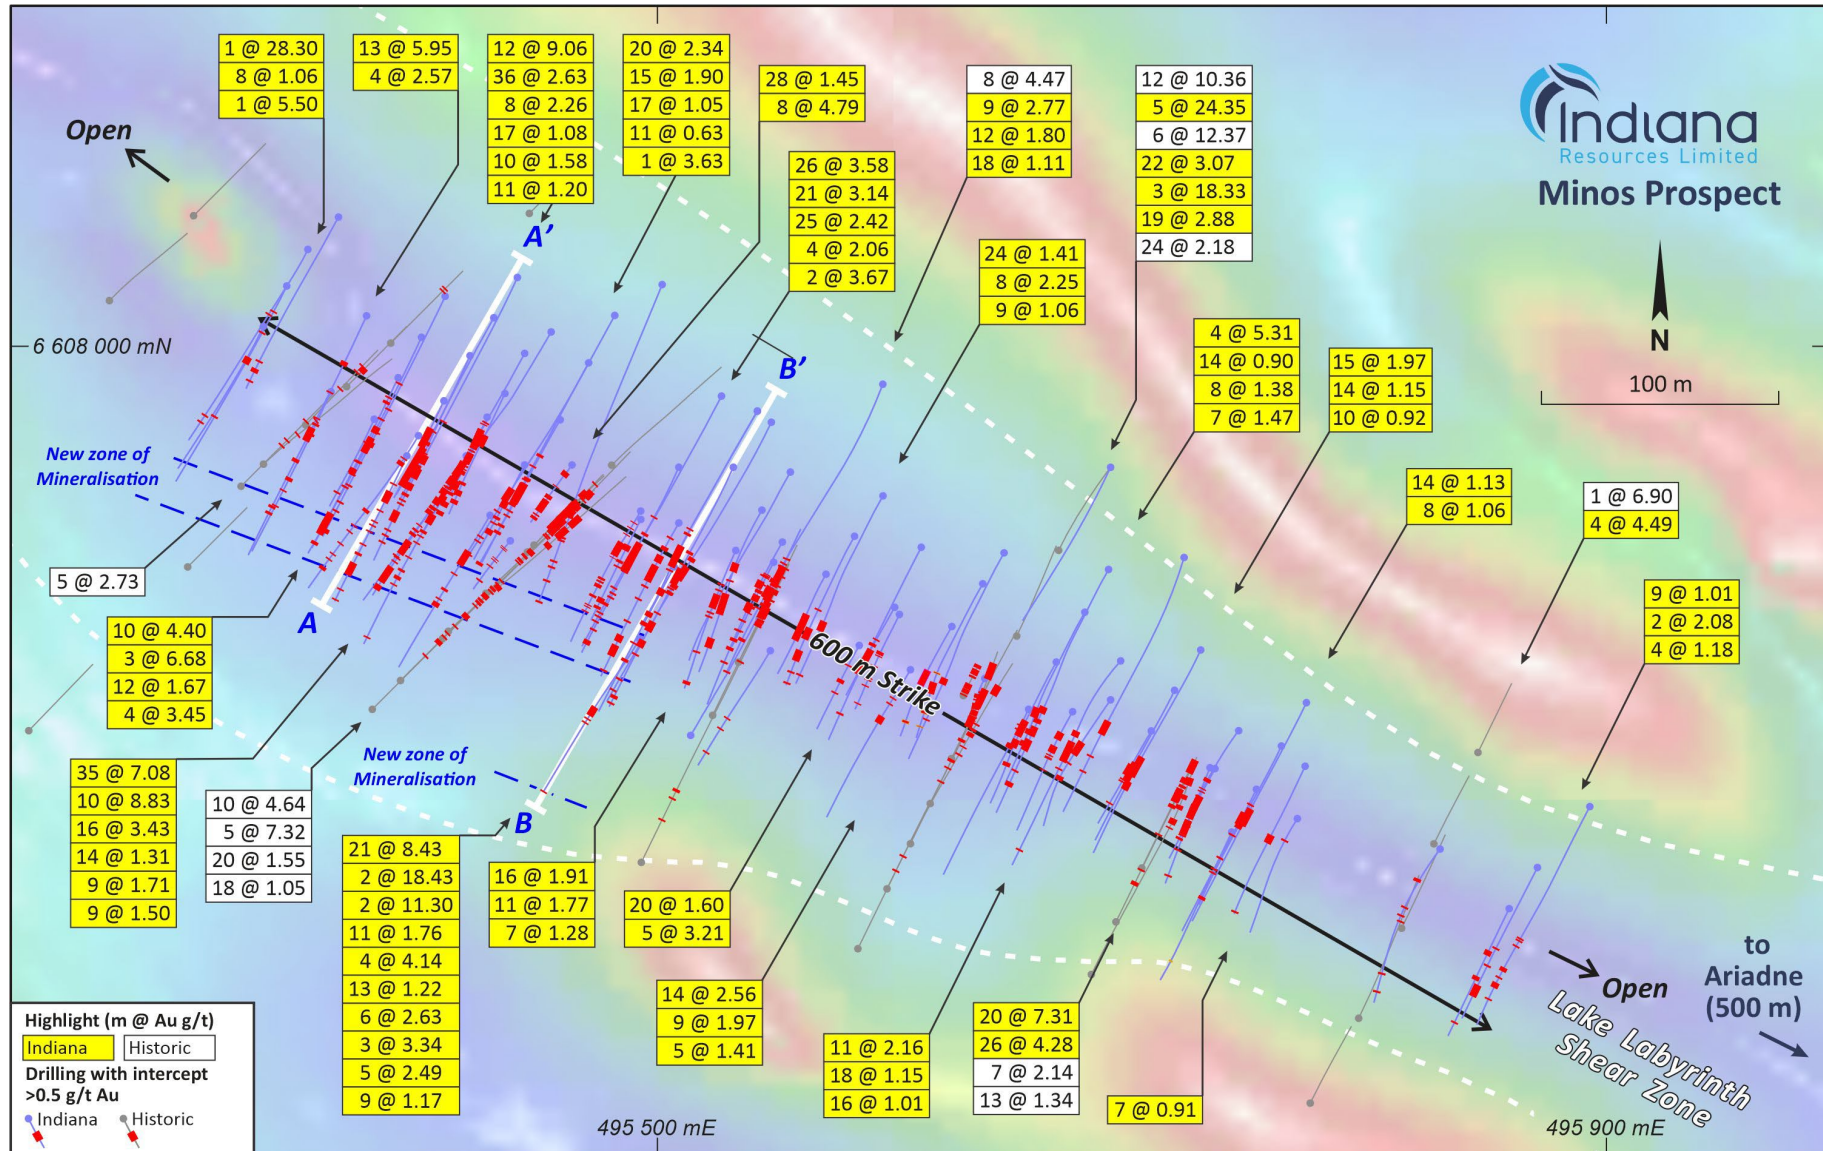 1 @ 28.30
8 @ 1.06
1 @ 5.50
13 @ 5.95
4 @ 2.57
12 @ 9.06
36 @ 2.63
8 @ 2.26
17 @ 1.08
10 @ 1.58
11 @ 1.20
20 @ 2.34
15 @ 1.90
17 @ 1.05
11 @ 0.63
1 @ 3.63
28 @ 1.45
8 @ 4.79
26 @ 3.58
21 @ 3.14
25 @ 2.42
4 @ 2.06
2 @ 3.67
8 @ 4.47
9 @ 2.77
12 @ 1.80
18 @ 1.11
24 @ 1.41
8 @ 2.25
9 @ 1.06
12 @ 10.36
5 @ 24.35
6 @ 12.37
22 @ 3.07
3 @ 18.33
19 @ 2.88
24 @ 2.18
4 @ 5.31
14 @ 0.90
8 @ 1.38
7 @ 1.47
15 @ 1.97
14 @ 1.15
10 @ 0.92
14 @ 1.13
8 @ 1.06
1 @ 6.90
4 @ 4.49
9 @ 1.01
2 @ 2.08
4 @ 1.18
Indiana
Resources Limited
Minos Prospect
N
100 m
Open
6 608 000 mN
A'
B'
New zone of
Mineralisation
5 @ 2.73
A
10 @ 4.40
3 @ 6.68
12 @ 1.67
4 @ 3.45
600 m Strike
New zone of
Mineralisation
B
35 @ 7.08
10 @ 8.83
16 @ 3.43
14 @ 1.31
9 @ 1.71
9 @ 1.50
10 @ 4.64
5 @ 7.32
20 @ 1.55
18 @ 1.05
21 @ 8.43
2 @ 18.43
2 @ 11.30
11 @ 1.76
4 @ 4.14
13 @ 1.22
6 @ 2.63
3 @ 3.34
5 @ 2.49
9 @ 1.17
16 @ 1.91
11 @ 1.77
7 @ 1.28
20 @ 1.60
5 @ 3.21
14 @ 2.56
9 @ 1.97
5 @ 1.41
11 @ 2.16
18 @ 1.15
16 @ 1.01
20 @ 7.31
26 @ 4.28
7 @ 2.14
13 @ 1.34
7 @ 0.91
Open
to
Ariadne
(500 m)
Lake Labyrinth
Shear Zone
Highlight (m @ Au g/t)
Indiana
Historic
Drilling with intercept
>0.5 g/t Au
Indiana
Historic
495 500 mE
495 900 mE